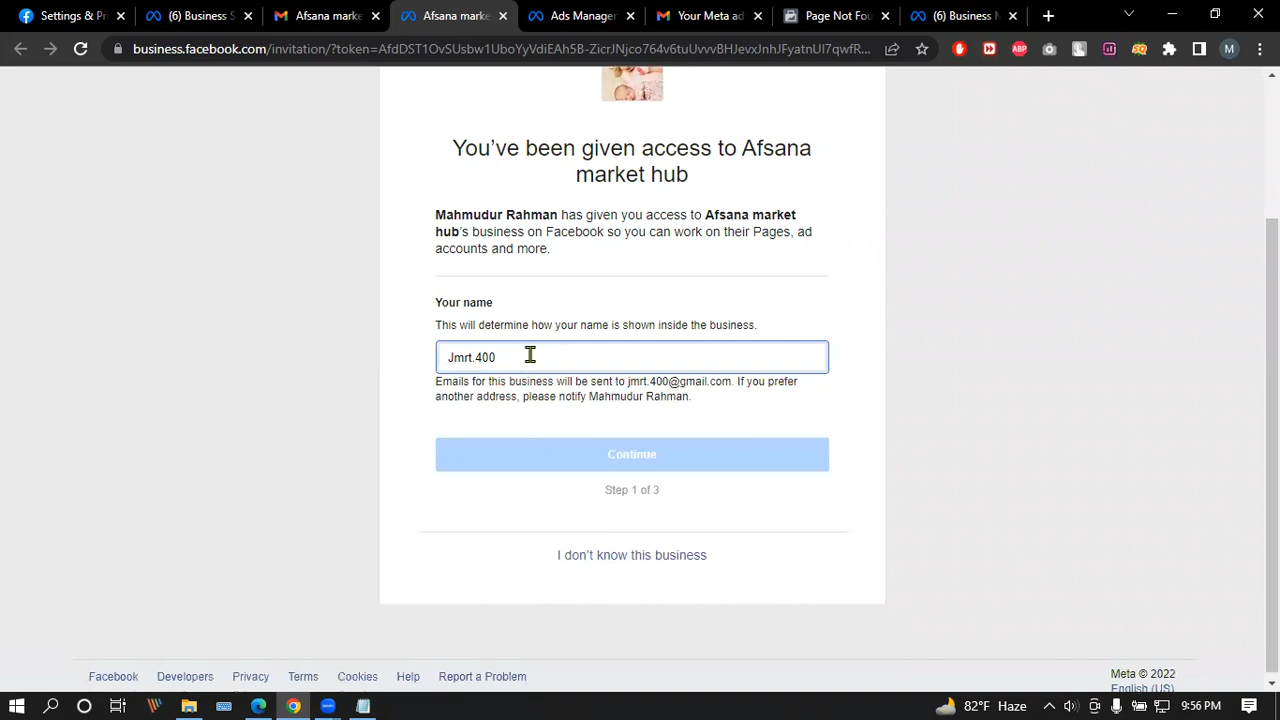 Settings & Pr
(6) Business S
Afsana marke
Afsana marke
Ads Manager
Your Meta ad
Page Not Fou
(6) Business M
business.facebook.com/invitation/?token=
ABP
M
You've been given access to Afsana
market hub
Mahmudur Rahman has given you access to Afsana market
hub's business on Facebook so you can work on their Pages, ad
accounts and more.
Your name
This will determine how your name is shown inside the business.
Jmrt.400
Emails for this business will be sent to jmrt.400@gmail.com. If you prefer
another address, please notify Mahmudur Rahman.
Continue
Step 1 of 3
I don't know this business
Facebook
Developers
Privacy
Terms
Cookies
Help
Report a Problem
Meta © 2022
English (US)
82°F Haze
9:56 PM